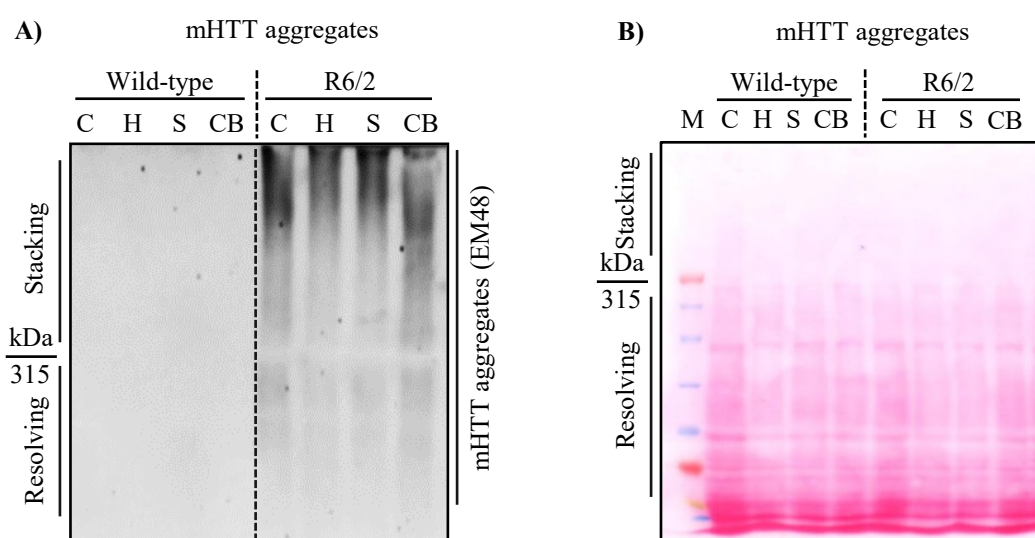 A)
mHTT aggregates
Wild-type
R6/2
C H S CB
C H S CB
Stacking
kDa
315
Resolving
mHTT aggregates (EM48)
B)
mHTT aggregates
Wild-type
R6/2
M C H S CB
C H S CB
Stacking
kDa
315
Resolving